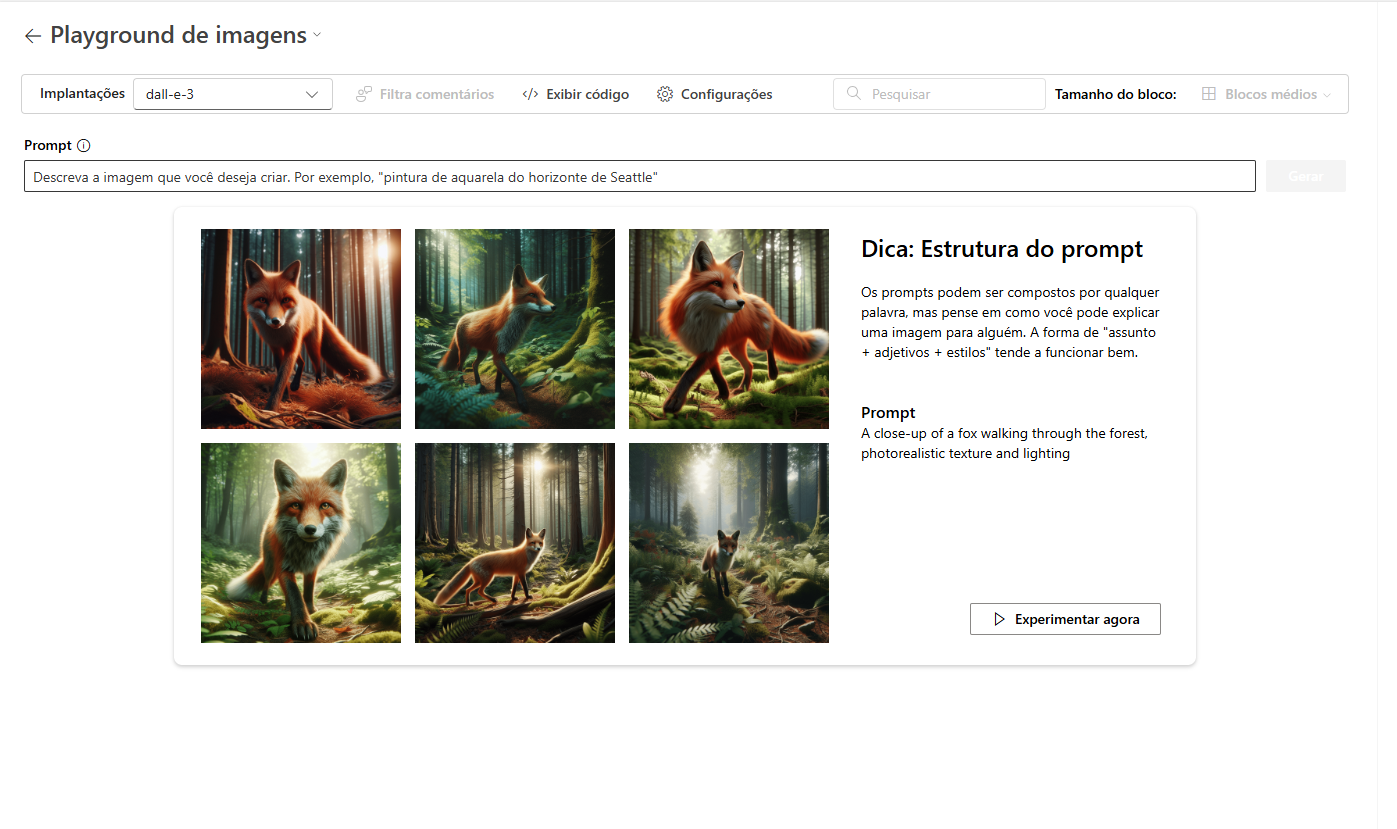 Playground de imagens
Implantações dall-e-3 Filtra comentários </> Exibir código Configurações Pesquisar Tamanho do bloco: Blocos médios
Prompt
Descreva a imagem que você deseja criar. Por exemplo, "pintura de aquarela do horizonte de Seattle" Gerar
Dica: Estrutura do prompt
Os prompts podem ser compostos por qualquer
palavra, mas pense em como você pode explicar
uma imagem para alguém. A forma de "assunto
+ adjetivos + estilos" tende a funcionar bem.
Prompt
A close-up of a fox walking through the forest,
photorealistic texture and lighting
Experimentar agora